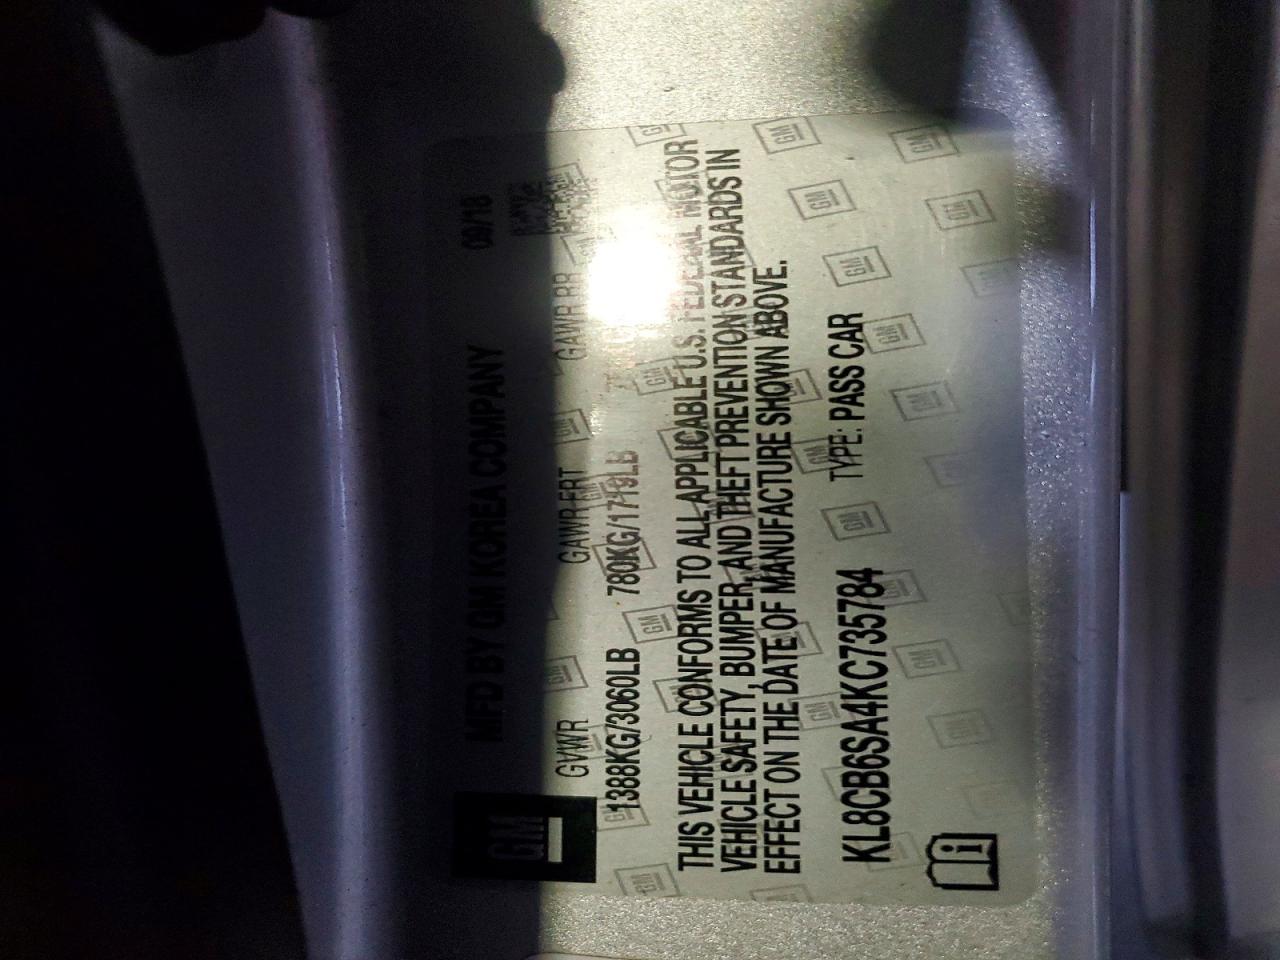 GM
MFD BY GM KOREA COMPANY 09/18
GVWR GAWR FRT GAWR RR
1388KG/3060LB 780KG/1719LB
THIS VEHICLE CONFORMS TO ALL APPLICABLE U.S. FEDERAL MOTOR
VEHICLE SAFETY, BUMPER, AND THEFT PREVENTION STANDARDS IN
EFFECT ON THE DATE OF MANUFACTURE SHOWN ABOVE.
KL8CB6SA4KC735784 TYPE: PASS CAR